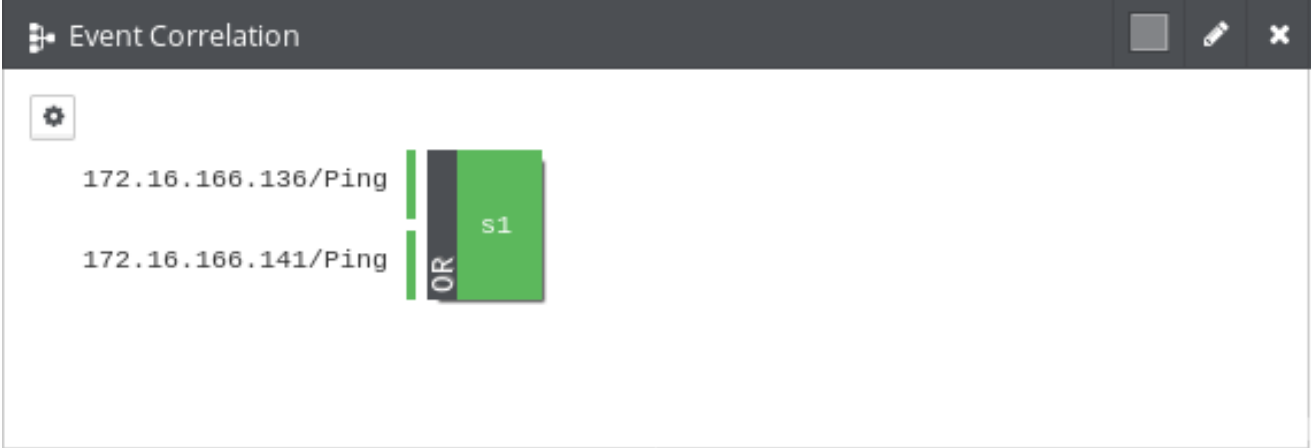 Event Correlation
172.16.166.136/Ping
172.16.166.141/Ping
OR
s1